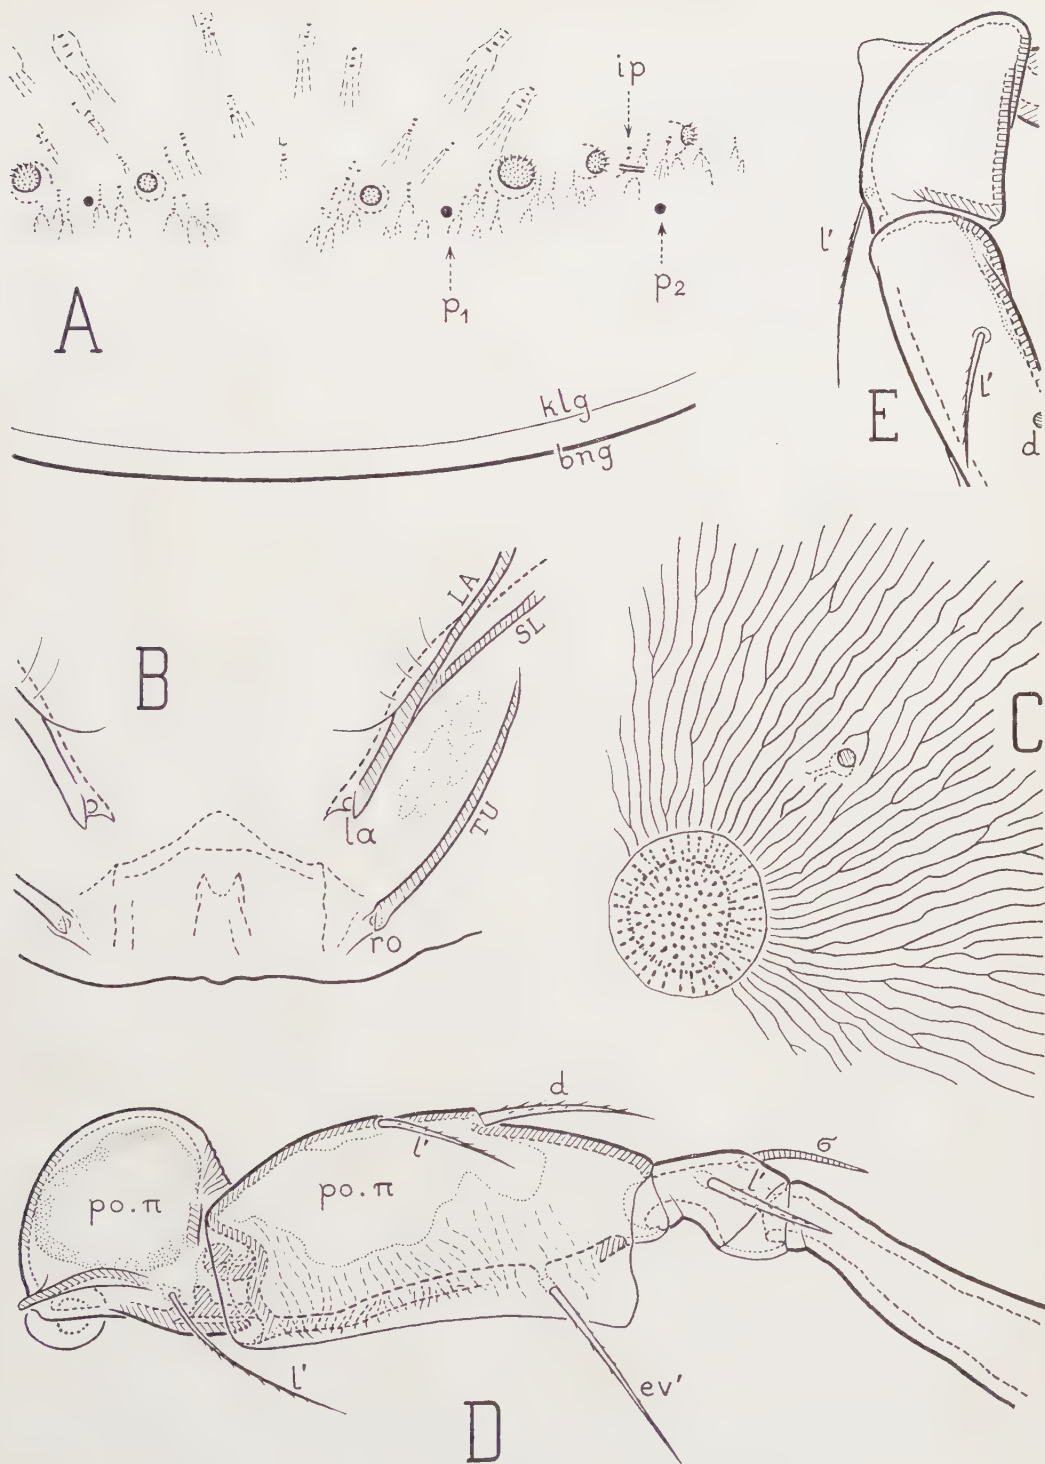 ip
p1
p2
A
klg
bng
l'
E
l'
d
LA
SL
B
C
TU
la
ro
d
l'
σ
l'
po.π
po.π
l'
ev'
D